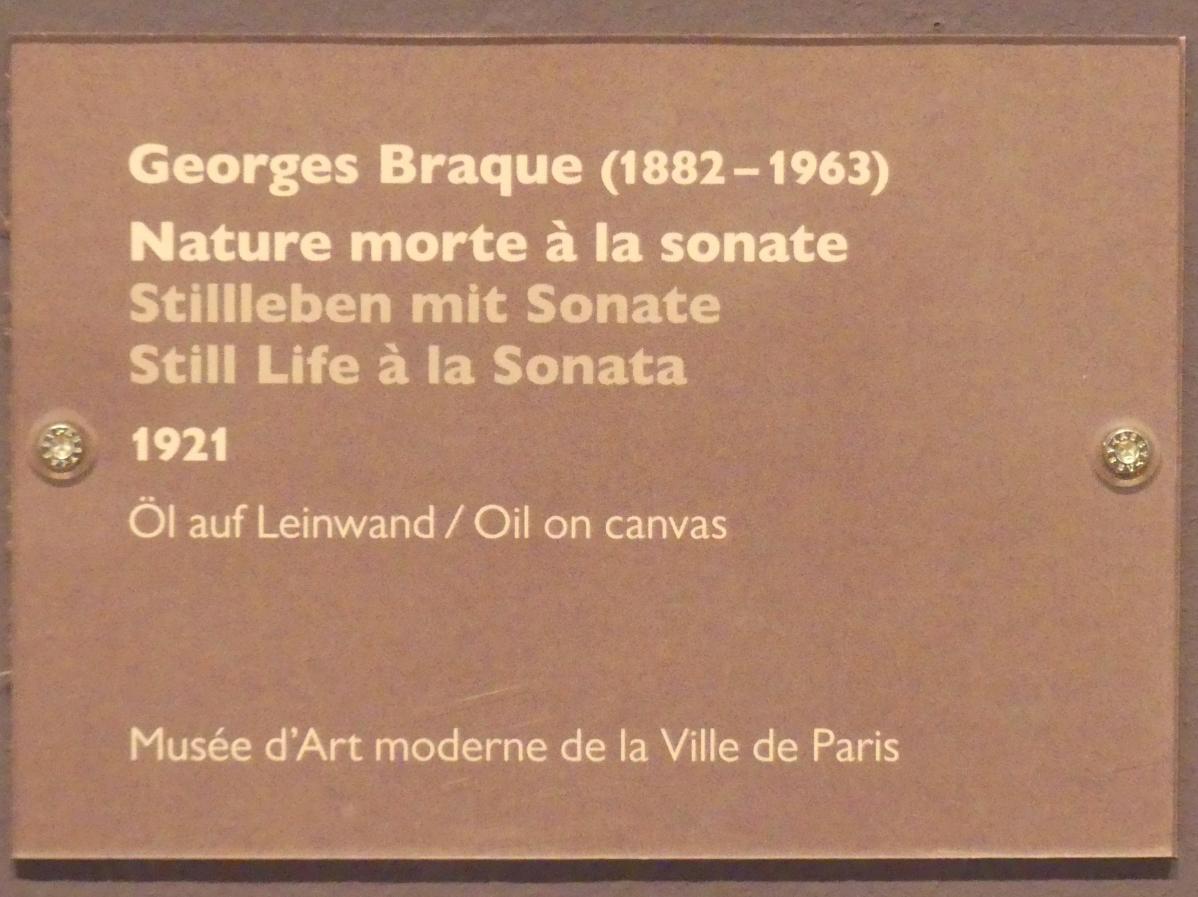 Georges Braque (1882–1963)
Nature morte à la sonate
Stillleben mit Sonate
Still Life à la Sonata
1921
Öl auf Leinwand / Oil on canvas
Musée d’Art moderne de la Ville de Paris